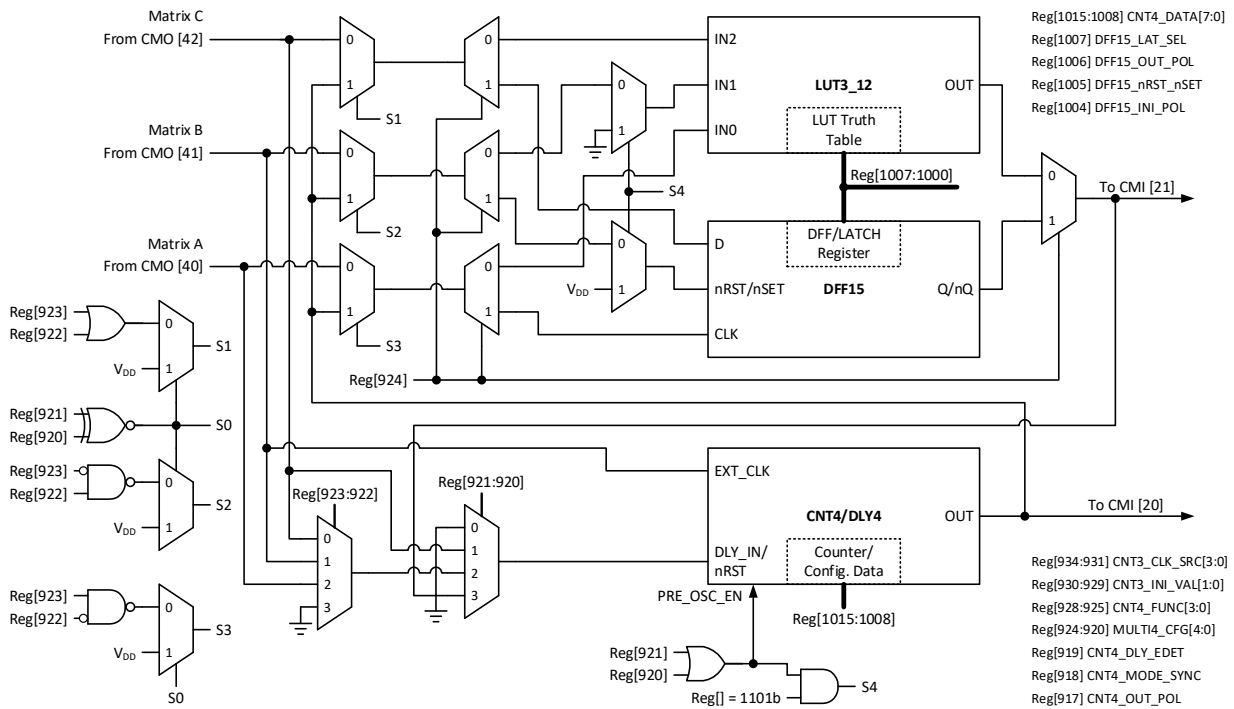 Matrix C
From CMO [42]
0
1
S1
0
1
Matrix B
From CMO [41]
0
1
S2
0
1
Matrix A
From CMO [40]
0
1
S3
0
1
Reg[924]
0
1
S4
0
1
VDD
IN2
IN1
IN0
LUT3_12
OUT
LUT Truth
Table
Reg[1007:1000]
DFF/LATCH
Register
D
nRST/nSET
DFF15
Q/nQ
CLK
0
1
To CMI [21]
Reg[1015:1008] CNT4_DATA[7:0]
Reg[1007] DFF15_LAT_SEL
Reg[1006] DFF15_OUT_POL
Reg[1005] DFF15_nRST_nSET
Reg[1004] DFF15_INI_POL
Reg[923]
Reg[922]
0
VDD
1
S1
Reg[921]
Reg[920]
S0
Reg[923]
Reg[922]
0
VDD
1
S2
Reg[923]
Reg[922]
0
VDD
1
S3
S0
Reg[923:922]
0
1
2
3
Reg[921:920]
0
1
2
3
EXT_CLK
CNT4/DLY4
OUT
DLY_IN/
nRST
Counter/
Config. Data
PRE_OSC_EN
Reg[1015:1008]
To CMI [20]
Reg[921]
Reg[920]
Reg[] = 1101b
S4
Reg[934:931] CNT3_CLK_SRC[3:0]
Reg[930:929] CNT3_INI_VAL[1:0]
Reg[928:925] CNT4_FUNC[3:0]
Reg[924:920] MULTI4_CFG[4:0]
Reg[919] CNT4_DLY_EDET
Reg[918] CNT4_MODE_SYNC
Reg[917] CNT4_OUT_POL